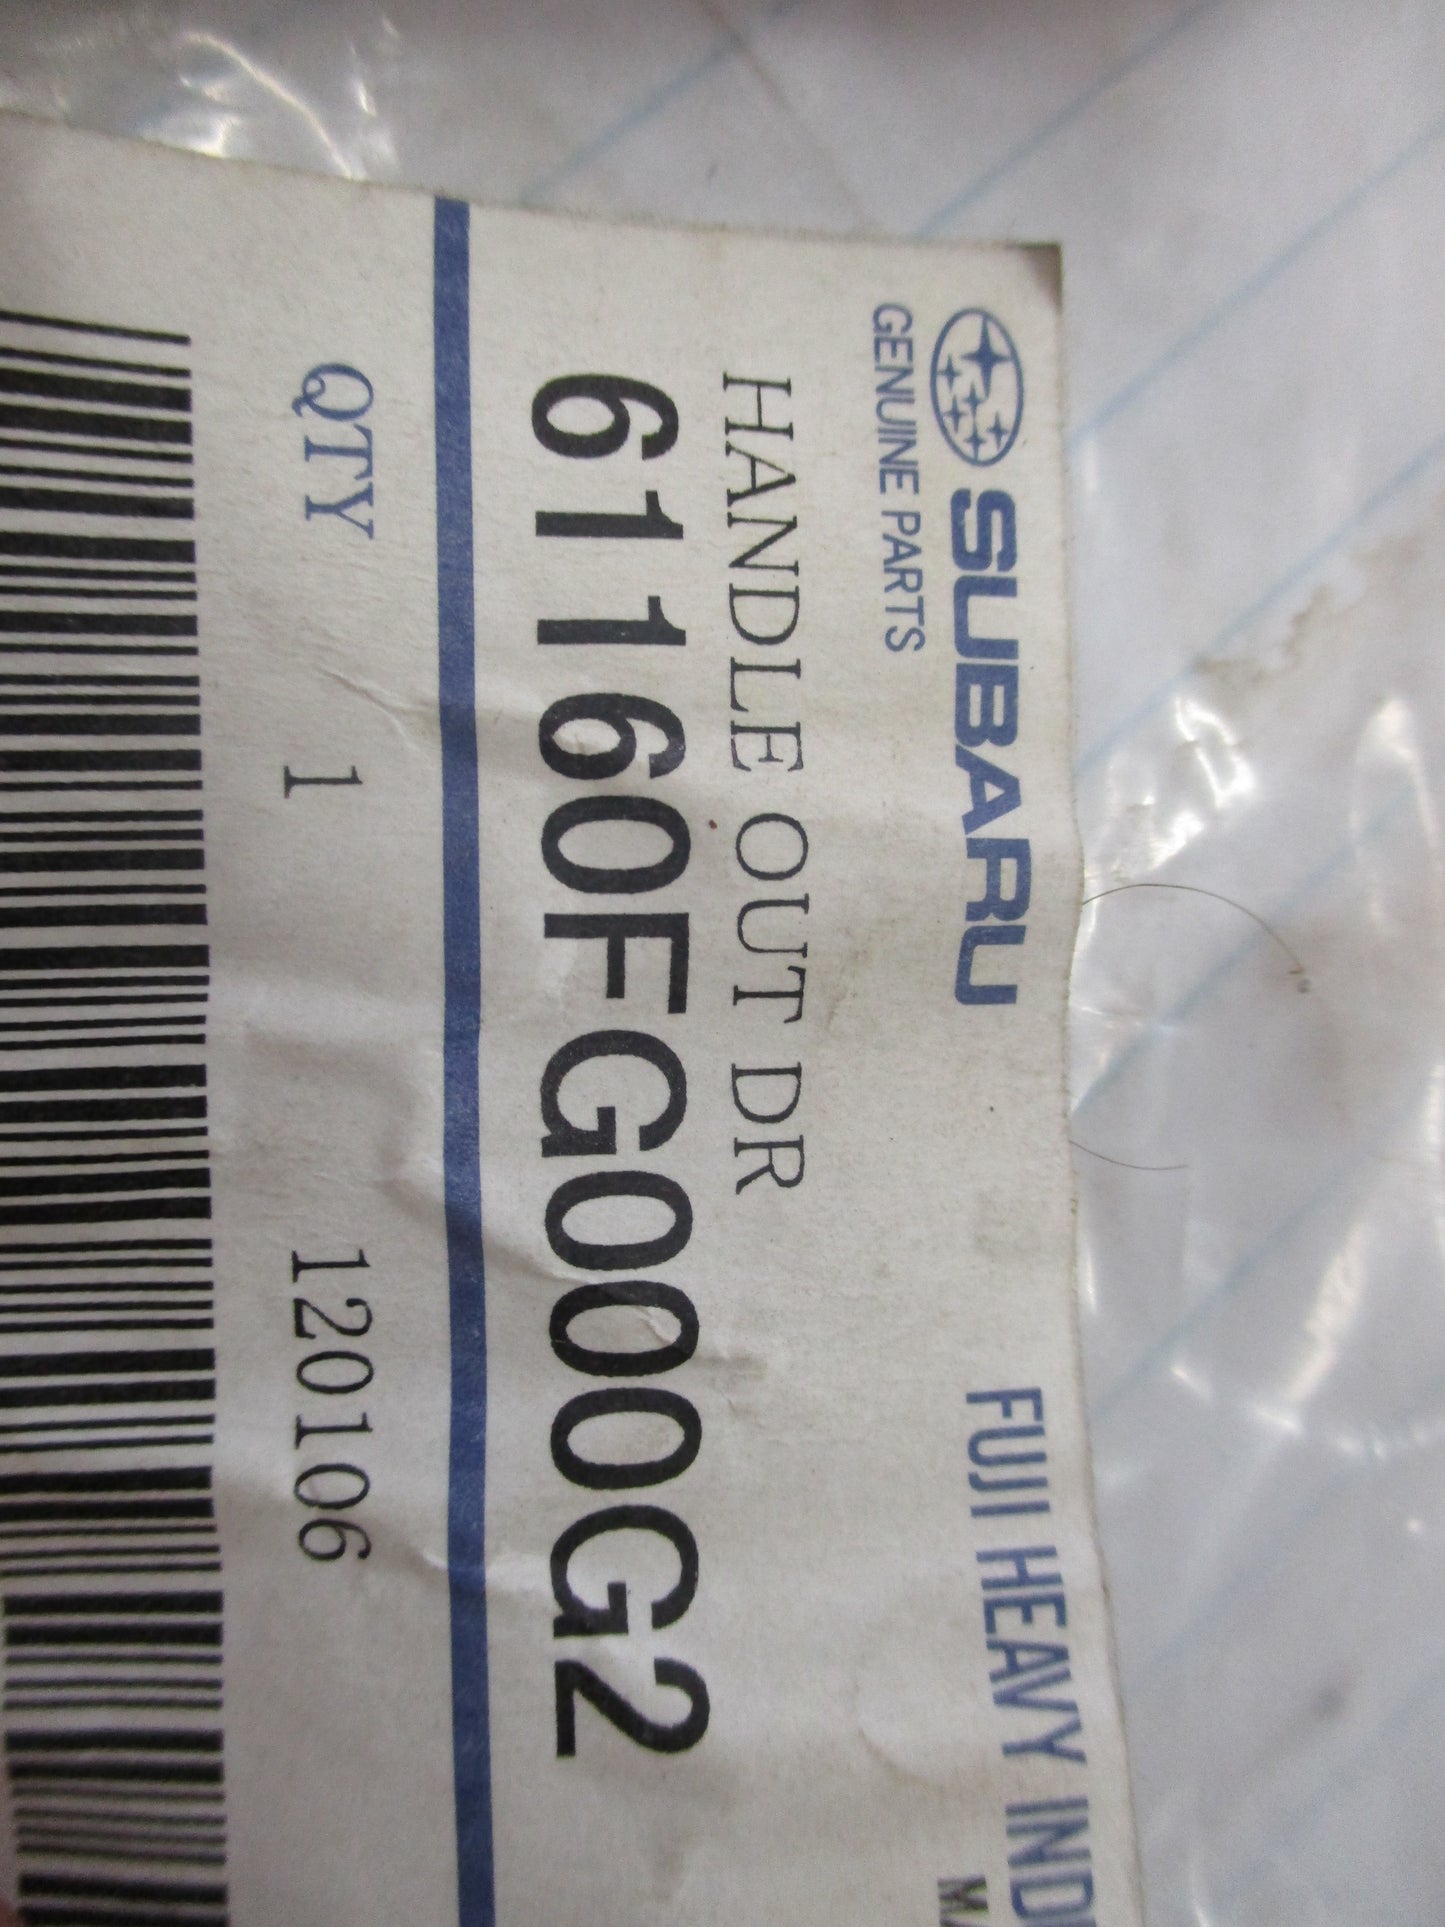 SUBARU
GENUINE PARTS
FUJI HEAVY IND
HANDLE OUT DR
61160FG000G2
QTY 1 120106